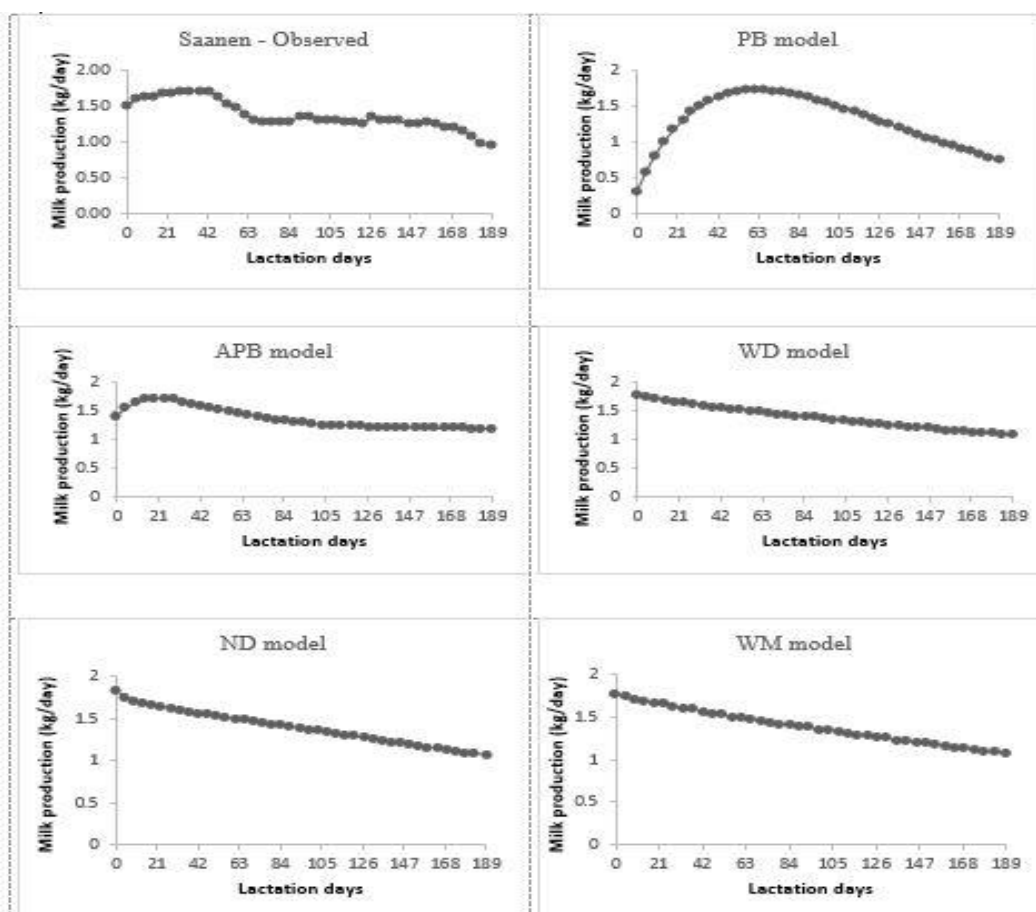 Saanen - Observed
Milk production (kg/day)
2.00
1.50
1.00
0.50
0.00
0 21 42 63 84 105 126 147 168 189
Lactation days
PB model
Milk production (kg/day)
2
1.5
1
0.5
0
0 21 42 63 84 105 126 147 168 189
Lactation days
APB model
Milk production (kg/day)
2
1.5
1
0.5
0
0 21 42 63 84 105 126 147 168 189
Lactation days
WD model
Milk production (kg/day)
2
1.5
1
0.5
0
0 21 42 63 84 105 126 147 168 189
Lactation days
ND model
Milk production (kg/day)
2
1.5
1
0.5
0
0 21 42 63 84 105 126 147 168 189
Lactation days
WM model
Milk production (kg/day)
2
1.5
1
0.5
0
0 21 42 63 84 105 126 147 168 189
Lactation days